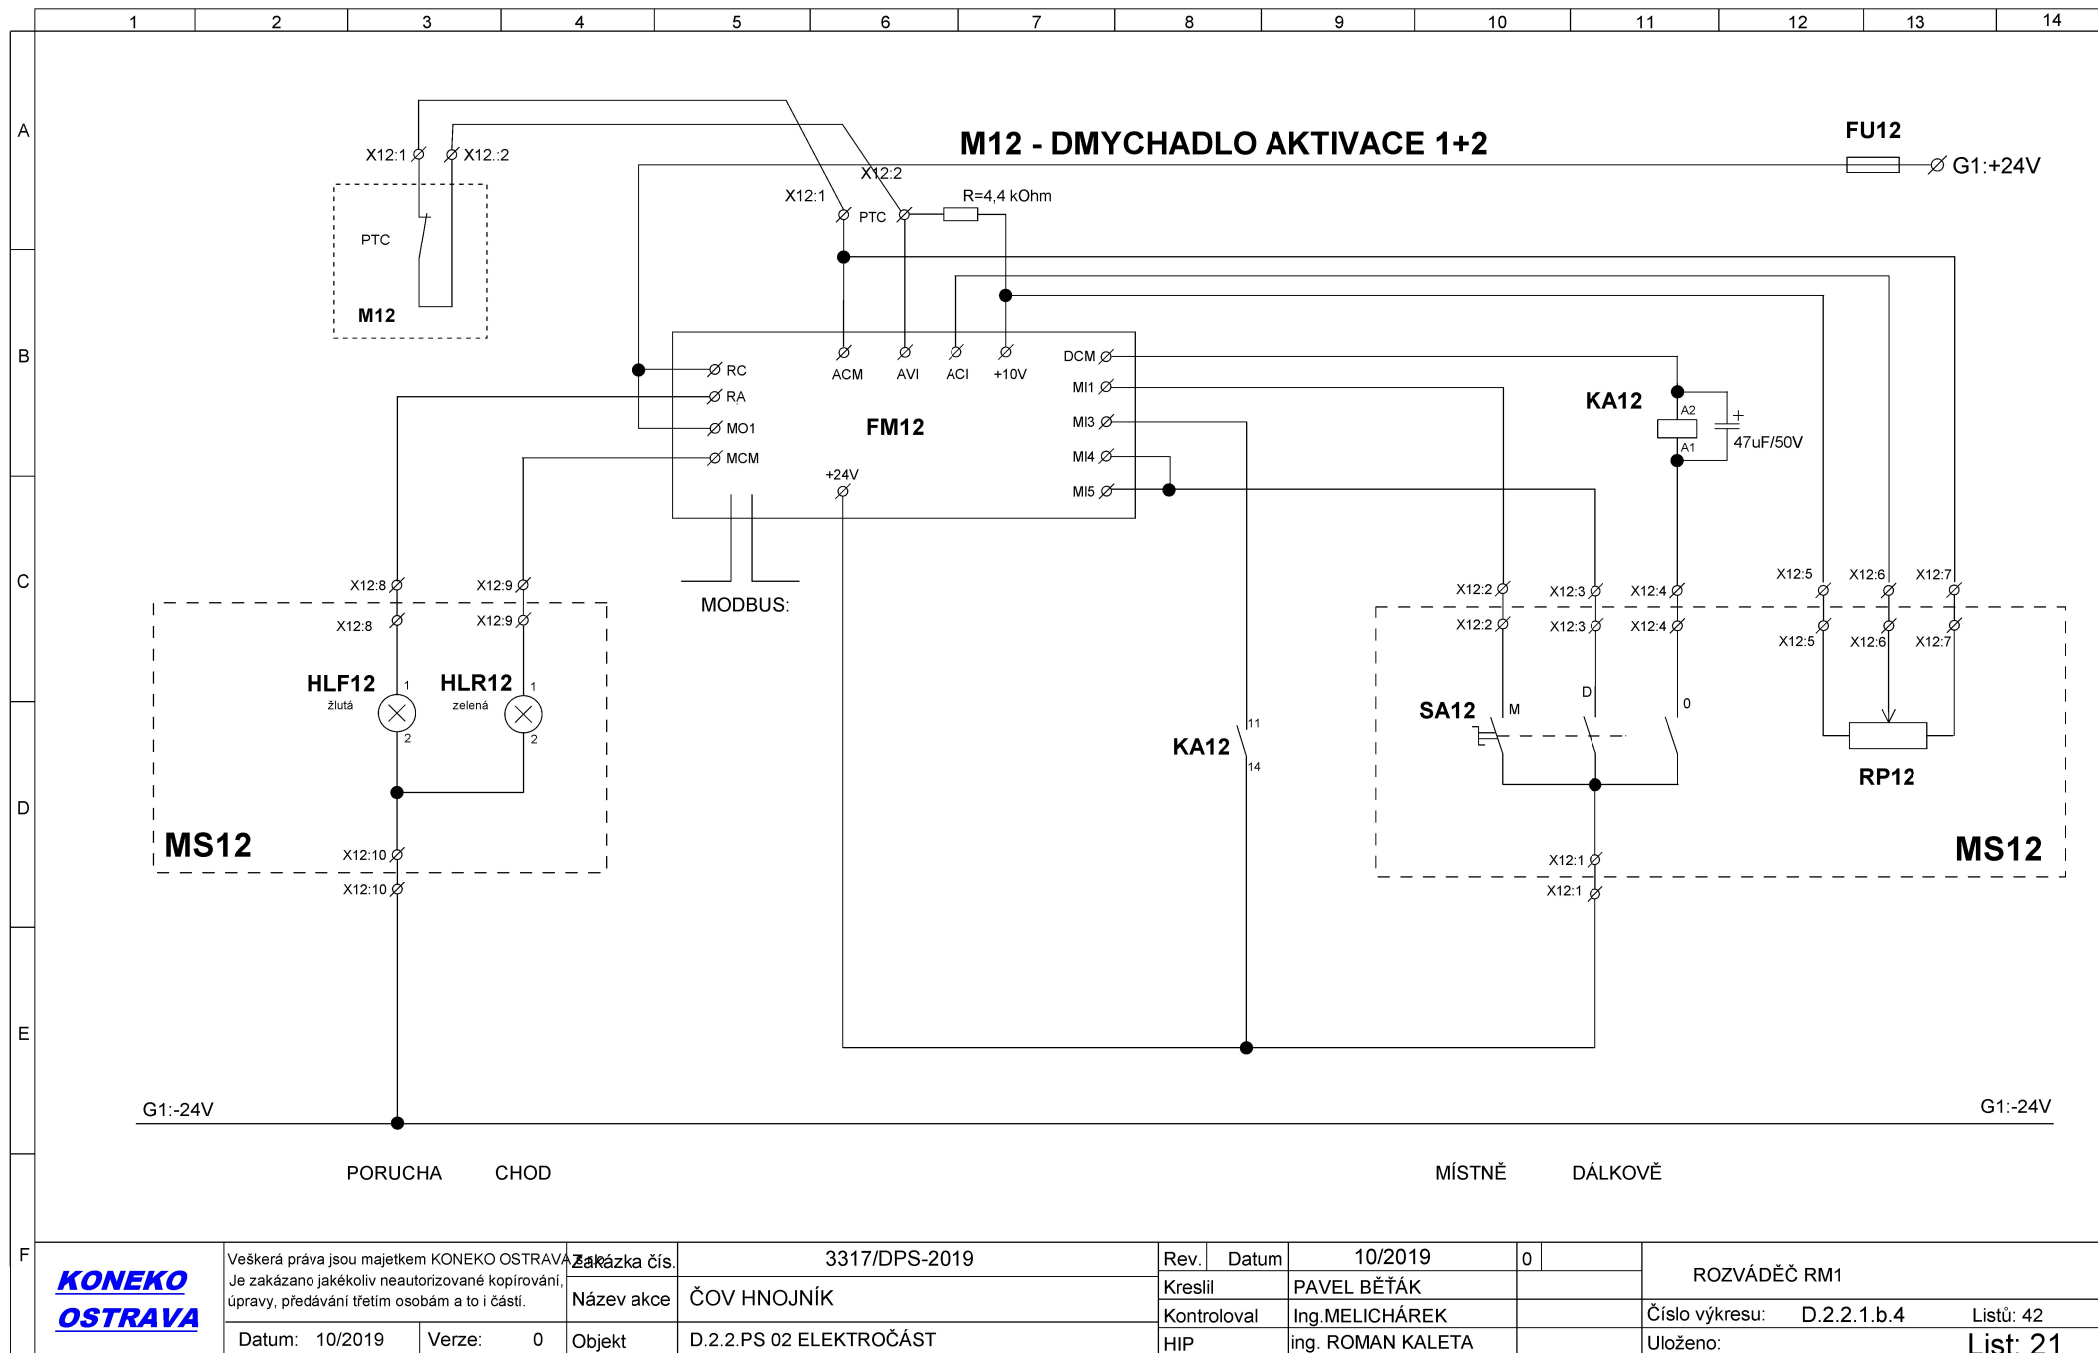 1 2 3 4 5 6 7 8 9 10 11 12 13 14
A
B
C
D
E
F
M12 - DMYCHADLO AKTIVACE 1+2
FU12
G1:+24V
X12:1
X12.:2
X12:2
X12:1
PTC
R=4,4 kOhm
PTC
M12
RC
RA
MO1
MCM
ACM
AVI
ACI
+10V
FM12
+24V
DCM
MI1
MI3
MI4
MI5
KA12
A2
A1
+
47uF/50V
MODBUS:
X12:8
X12:9
X12:8
X12:9
HLF12
žlutá
1
2
HLR12
zelená
1
2
MS12
X12:10
X12:10
KA12
11
14
X12:2
X12:3
X12:4
X12:5
X12:6
X12:7
X12:2
X12:3
X12:4
X12:5
X12:6
X12:7
SA12
M
D
0
RP12
MS12
X12:1
X12:1
G1:-24V
G1:-24V
PORUCHA
CHOD
MÍSTNĚ
DÁLKOVĚ
KONEKO
OSTRAVA
Veškerá práva jsou majetkem KONEKO OSTRAVA
Je zakázano jakékoliv neautorizované kopírování,
úpravy, předávání třetím osobám a to i částí.
Datum: 10/2019
Verze: 0
Zakázka čís.
3317/DPS-2019
Název akce
ČOV HNOJNÍK
Objekt
D.2.2.PS 02 ELEKTROČÁST
Rev.
Datum
10/2019
0
Kreslil
PAVEL BĚŤÁK
Kontroloval
Ing.MELICHÁREK
HIP
ing. ROMAN KALETA
ROZVÁDĚČ RM1
Číslo výkresu: D.2.2.1.b.4
Listů: 42
Uloženo:
List: 21